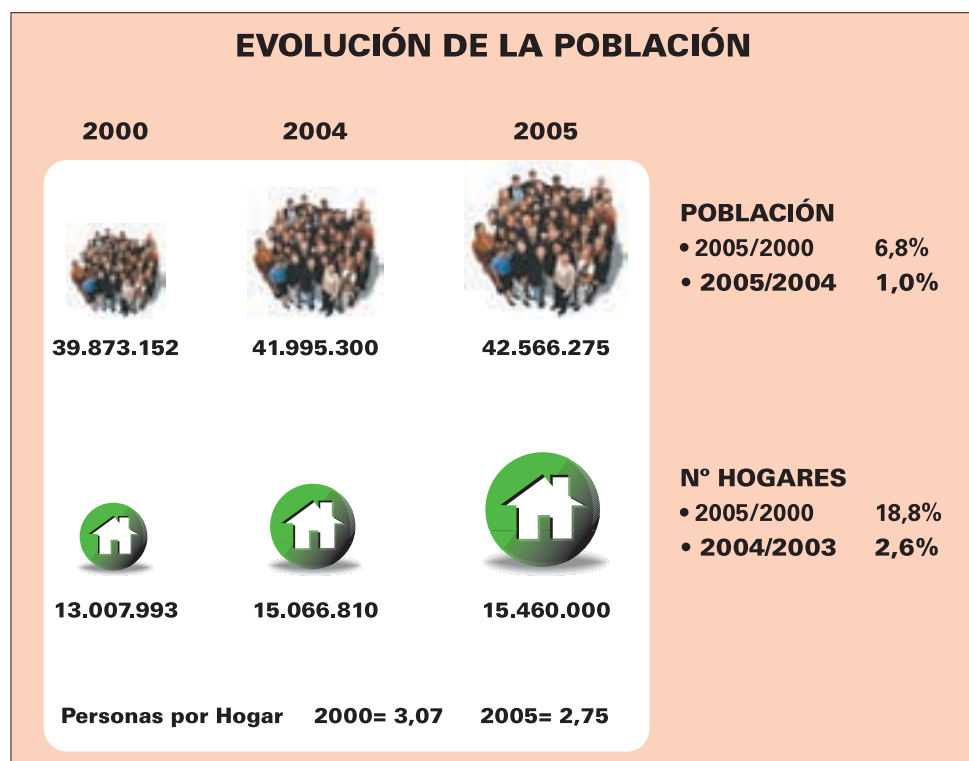 EVOLUCIÓN DE LA POBLACIÓN
2000 2004 2005
39.873.152 41.995.300 42.566.275
POBLACIÓN
• 2005/2000 6,8%
• 2005/2004 1,0%
13.007.993 15.066.810 15.460.000
Nº HOGARES
• 2005/2000 18,8%
• 2004/2003 2,6%
Personas por Hogar 2000= 3,07 2005= 2,75